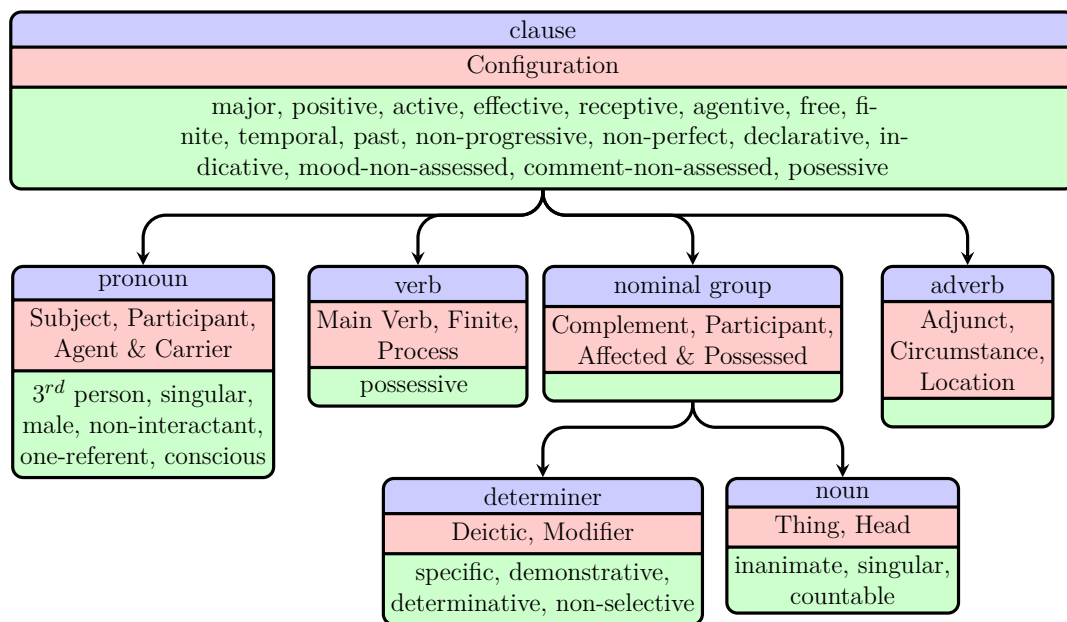 clause
Configuration
major, positive, active, effective, receptive, agentive, free, fi-
nite, temporal, past, non-progressive, non-perfect, declarative, in-
dicative, mood-non-assessed, comment-non-assessed, posessive
pronoun
Subject, Participant,
Agent & Carrier
3rd person, singular,
male, non-interactant,
one-referent, conscious
verb
Main Verb, Finite,
Process
possessive
nominal group
Complement, Participant,
Affected & Possessed
adverb
Adjunct,
Circumstance,
Location
determiner
Deictic, Modifier
specific, demonstrative,
determinative, non-selective
noun
Thing, Head
inanimate, singular,
countable